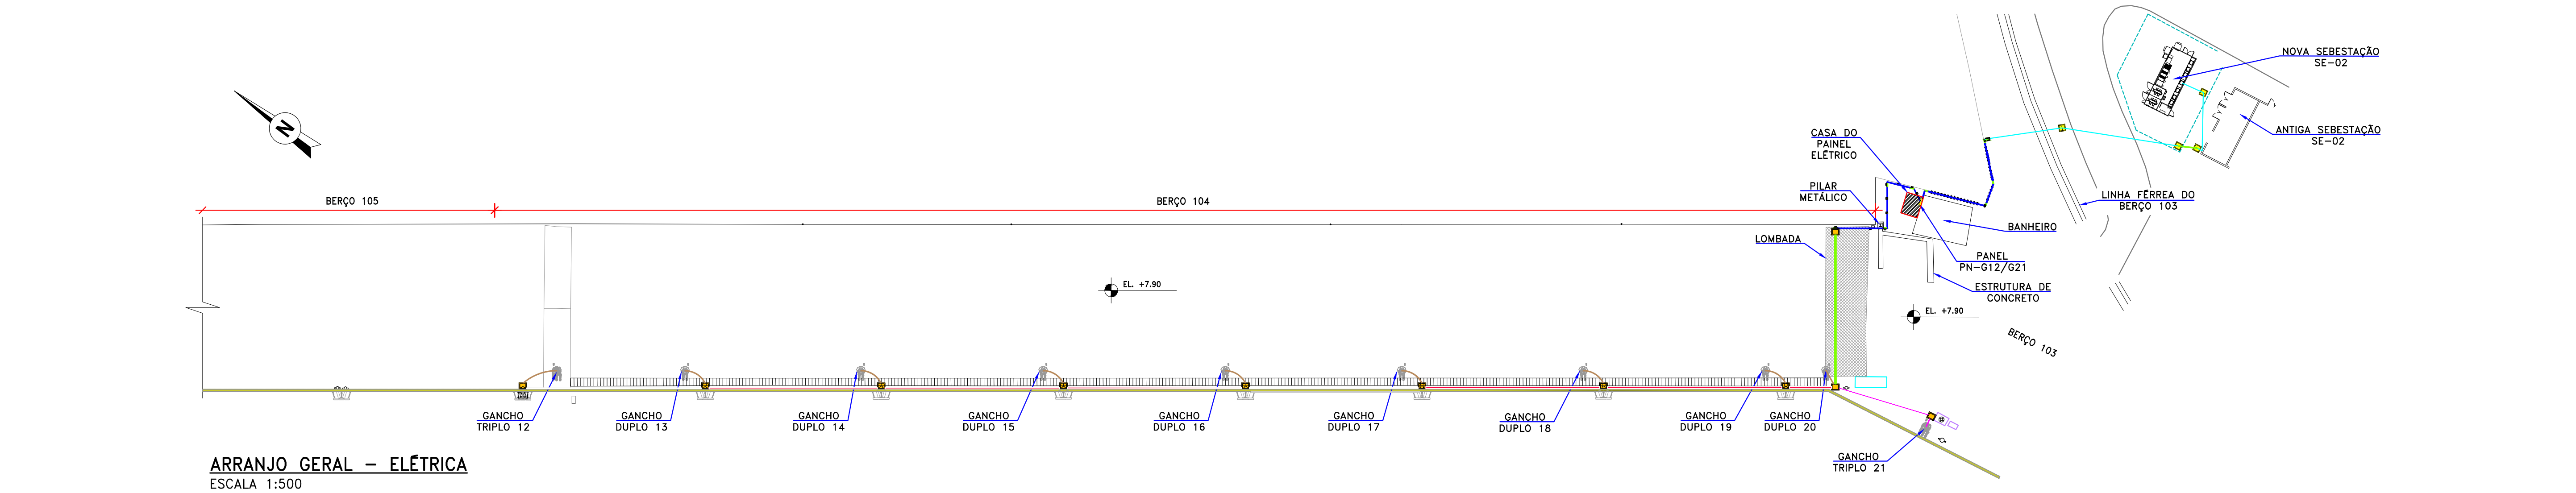 NOVA SEBESTAÇÃO
SE-02
ANTIGA SEBESTAÇÃO
SE-02
CASA DO
PAINEL
ELÉTRICO
N
PILAR
METÁLICO
LINHA FÉRREA DO
BERÇO 103
BERÇO 105
BERÇO 104
BANHEIRO
LOMBADA
PANEL
PN-G12/G21
EL. +7.90
ESTRUTURA DE
CONCRETO
EL. +7.90
BERÇO 103
GANCHO
TRIPLO 12
GANCHO
DUPLO 13
GANCHO
DUPLO 14
GANCHO
DUPLO 15
GANCHO
DUPLO 16
GANCHO
DUPLO 17
GANCHO
DUPLO 18
GANCHO
DUPLO 19
GANCHO
DUPLO 20
GANCHO
TRIPLO 21
ARRANJO GERAL - ELÉTRICA
ESCALA 1:500